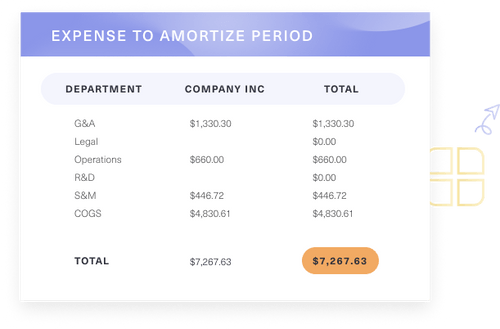 EXPENSE TO AMORTIZE PERIOD
DEPARTMENT COMPANY INC TOTAL
G&A $1,330.30 $1,330.30
Legal $0.00
Operations $660.00 $660.00
R&D $0.00
S&M $446.72 $446.72
COGS $4,830.61 $4,830.61
TOTAL $7,267.63 $7,267.63